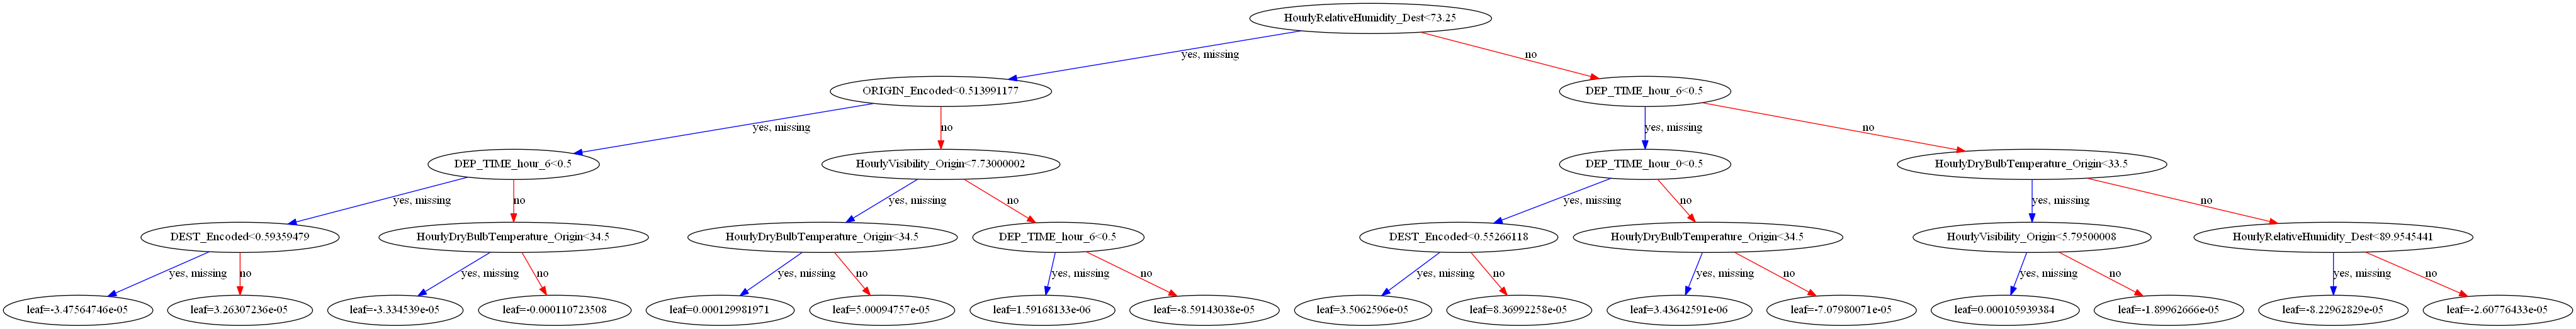 HourlyRelativeHumidity_Dest<73.25
yes, missing
no
ORIGIN_Encoded<0.513991177
DEP_TIME_hour_6<0.5
yes, missing
no
yes, missing
no
DEP_TIME_hour_6<0.5
HourlyVisibility_Origin<7.73000002
DEP_TIME_hour_0<0.5
HourlyDryBulbTemperature_Origin<33.5
yes, missing
no
yes, missing
no
yes, missing
no
yes, missing
no
DEST_Encoded<0.59359479
HourlyDryBulbTemperature_Origin<34.5
HourlyDryBulbTemperature_Origin<34.5
DEP_TIME_hour_6<0.5
DEST_Encoded<0.55266118
HourlyDryBulbTemperature_Origin<34.5
HourlyVisibility_Origin<5.79500008
HourlyRelativeHumidity_Dest<89.9545441
yes, missing
no
yes, missing
no
yes, missing
no
yes, missing
no
yes, missing
no
yes, missing
no
yes, missing
no
yes, missing
no
leaf=-3.47564746e-05
leaf=3.26307236e-05
leaf=-3.334539e-05
leaf=-0.000110723508
leaf=0.000129981971
leaf=5.00094757e-05
leaf=1.59168133e-06
leaf=-8.59143038e-05
leaf=3.5062596e-05
leaf=8.36992258e-05
leaf=3.43642591e-06
leaf=-7.07980071e-05
leaf=0.000105939384
leaf=-1.89962666e-05
leaf=-8.22962829e-05
leaf=-2.60776433e-05